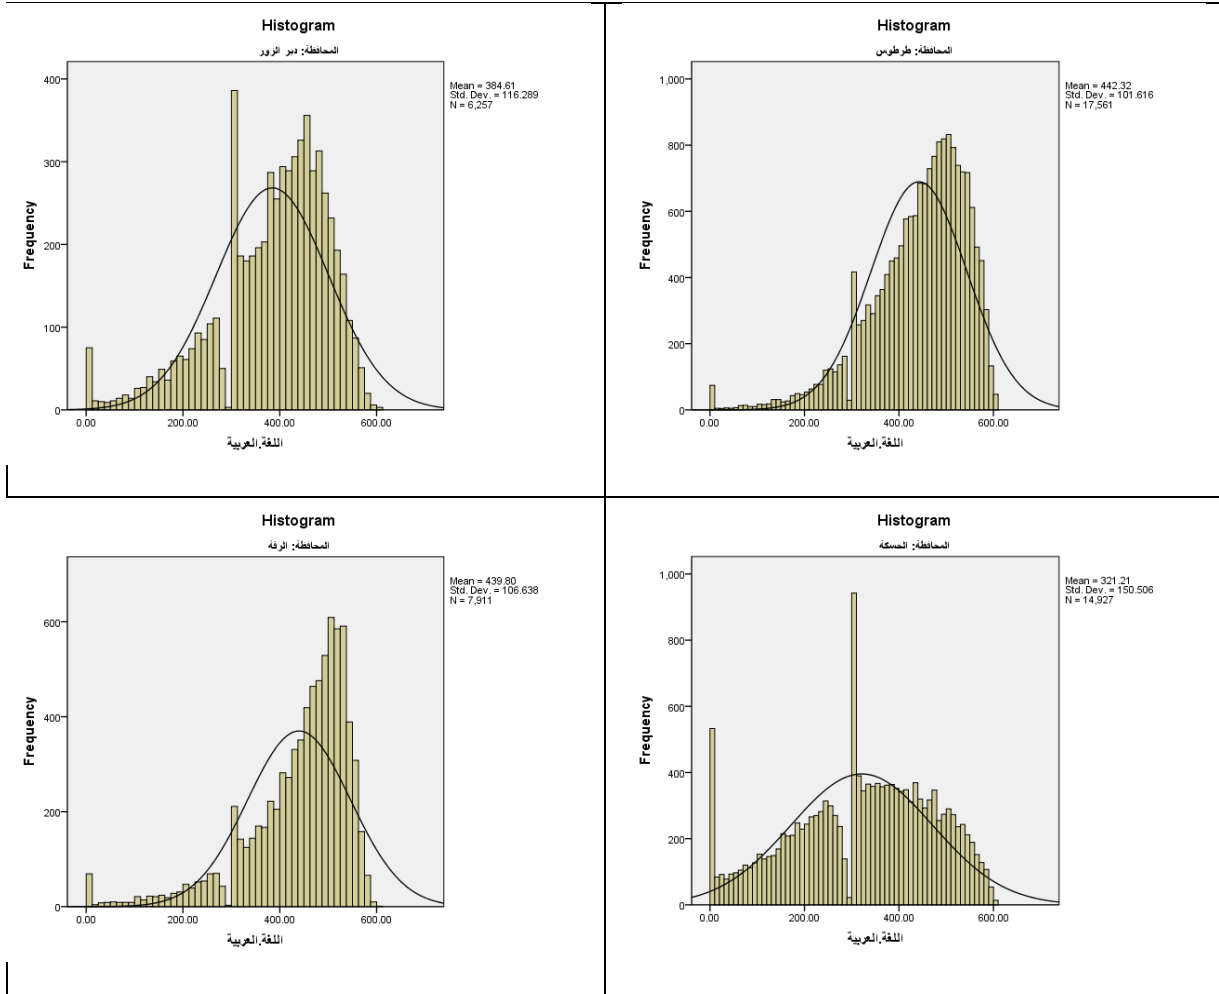 Histogram
المحافظة: دير الزور
Mean = 384.61
Std. Dev. = 116.289
N = 6,257
400
300
200
100
0
Frequency
0.00 200.00 400.00 600.00
اللغة.العربية
Histogram
المحافظة: طرطوس
Mean = 442.32
Std. Dev. = 101.616
N = 17,561
1,000
800
600
400
200
0
Frequency
0.00 200.00 400.00 600.00
اللغة.العربية
Histogram
المحافظة: الرقة
Mean = 439.80
Std. Dev. = 106.638
N = 7,911
600
400
200
0
Frequency
0.00 200.00 400.00 600.00
اللغة.العربية
Histogram
المحافظة: الحسكة
Mean = 321.21
Std. Dev. = 150.506
N = 14,927
1,000
800
600
400
200
0
Frequency
0.00 200.00 400.00 600.00
اللغة.العربية